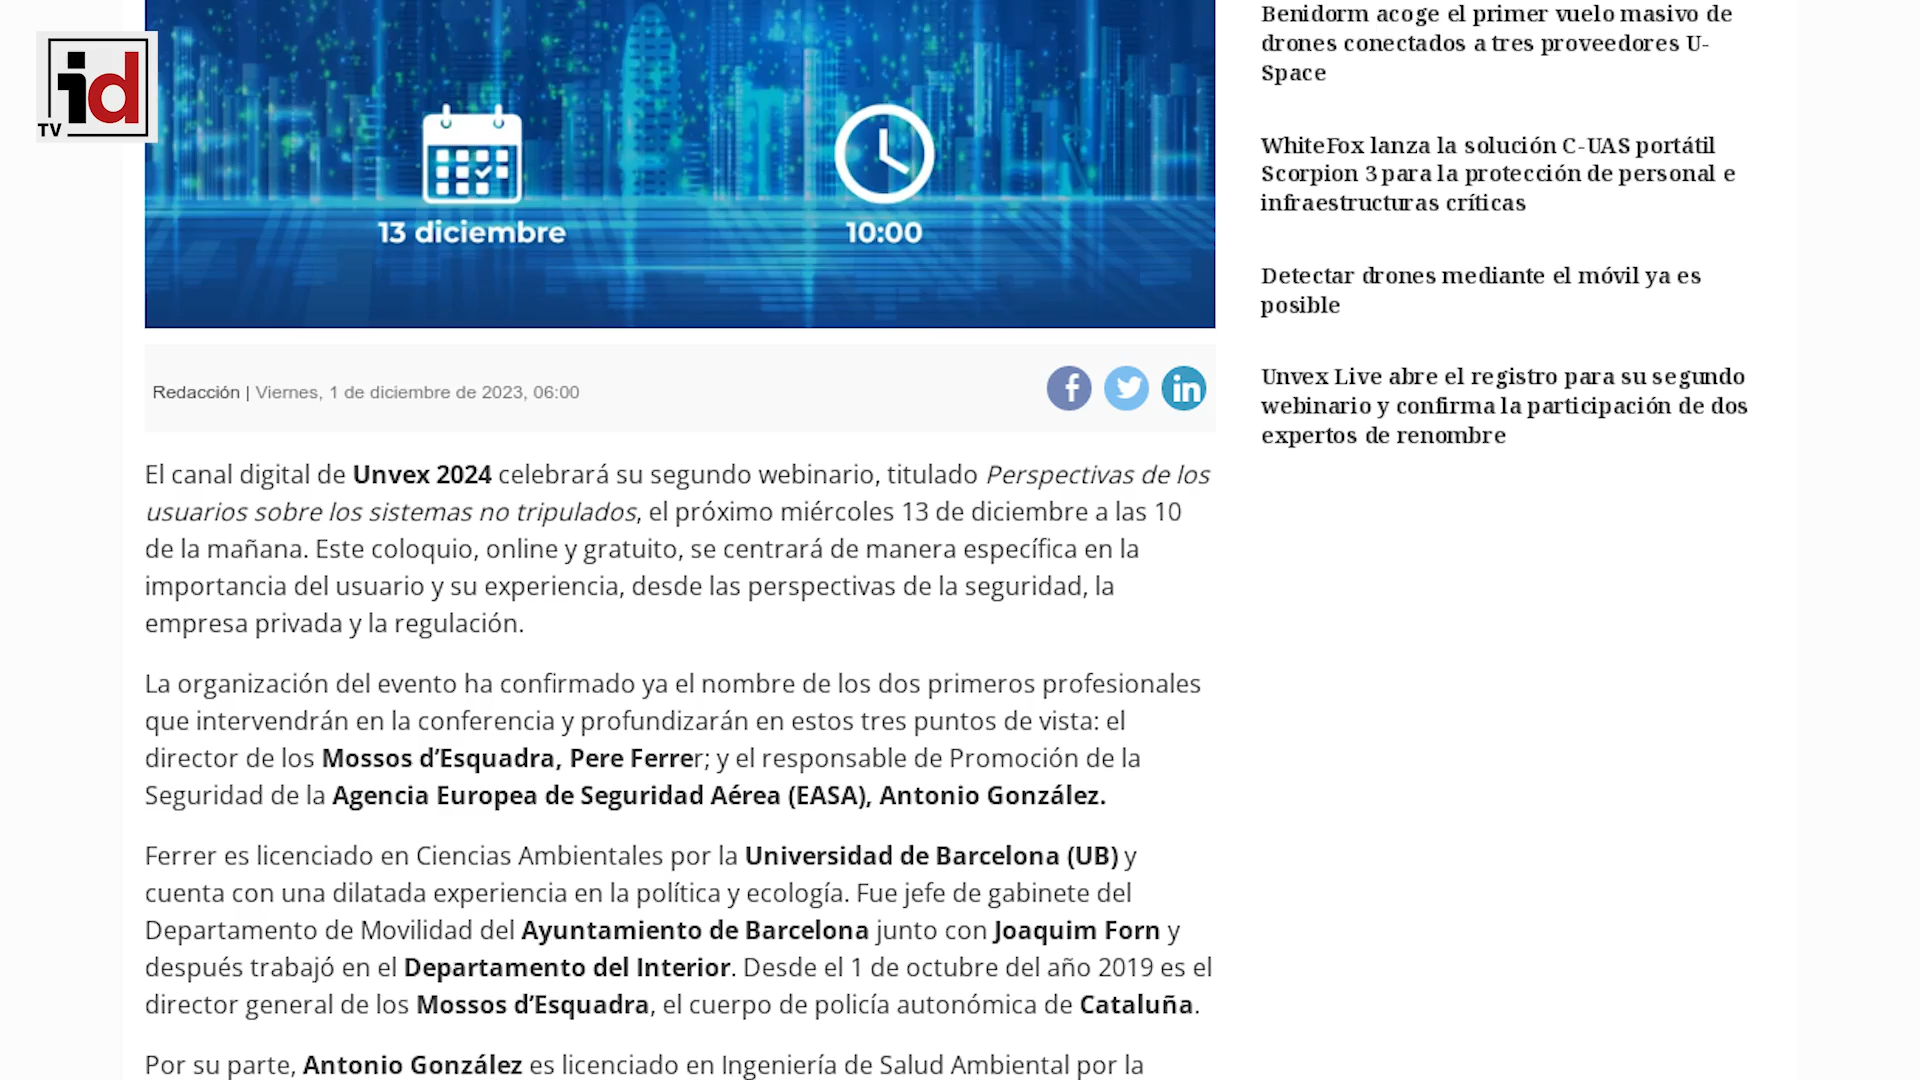 id
TV
13 diciembre
10:00
Redacción | Viernes, 1 de diciembre de 2023, 06:00
f
in
El canal digital de Unvex 2024 celebrará su segundo webinario, titulado Perspectivas de los
usuarios sobre los sistemas no tripulados, el próximo miércoles 13 de diciembre a las 10
de la mañana. Este coloquio, online y gratuito, se centrará de manera específica en la
importancia del usuario y su experiencia, desde las perspectivas de la seguridad, la
empresa privada y la regulación.
La organización del evento ha confirmado ya el nombre de los dos primeros profesionales
que intervendrán en la conferencia y profundizarán en estos tres puntos de vista: el
director de los Mossos d’Esquadra, Pere Ferrer; y el responsable de Promoción de la
Seguridad de la Agencia Europea de Seguridad Aérea (EASA), Antonio González.
Ferrer es licenciado en Ciencias Ambientales por la Universidad de Barcelona (UB) y
cuenta con una dilatada experiencia en la política y ecología. Fue jefe de gabinete del
Departamento de Movilidad del Ayuntamiento de Barcelona junto con Joaquim Forn y
después trabajó en el Departamento del Interior. Desde el 1 de octubre del año 2019 es el
director general de los Mossos d’Esquadra, el cuerpo de policía autonómica de Cataluña.
Por su parte, Antonio González es licenciado en Ingeniería de Salud Ambiental por la
Benidorm acoge el primer vuelo masivo de
drones conectados a tres proveedores U-
Space
WhiteFox lanza la solución C-UAS portátil
Scorpion 3 para la protección de personal e
infraestructuras críticas
Detectar drones mediante el móvil ya es
posible
Unvex Live abre el registro para su segundo
webinario y confirma la participación de dos
expertos de renombre